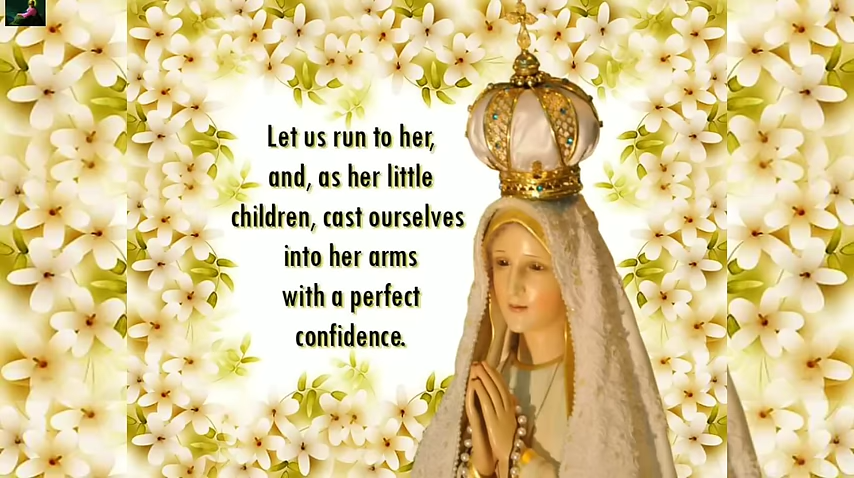 Let us run to her,
and, as her little
children, cast ourselves
into her arms
with a perfect
confidence.